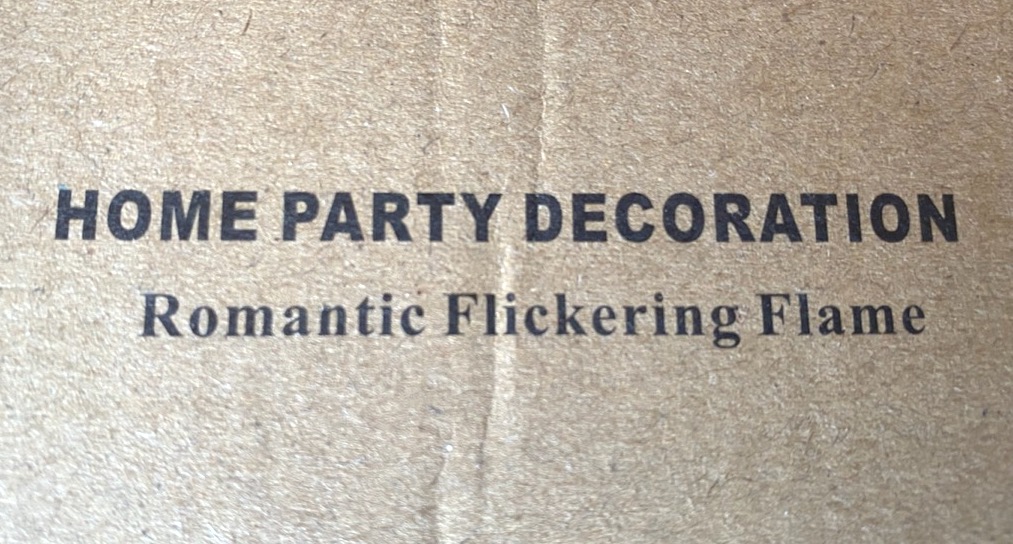 HOME PARTY DECORATION
Romantic Flickering Flame